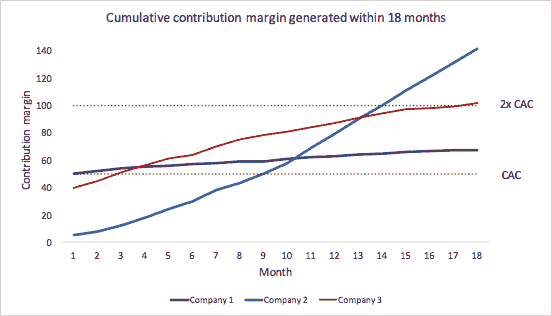 Cumulative contribution margin generated within 18 months
Contribution margin
140
120
100
80
60
40
20
0
2x CAC
CAC
1 2 3 4 5 6 7 8 9 10 11 12 13 14 15 16 17 18
Month
Company 1 Company 2 Company 3